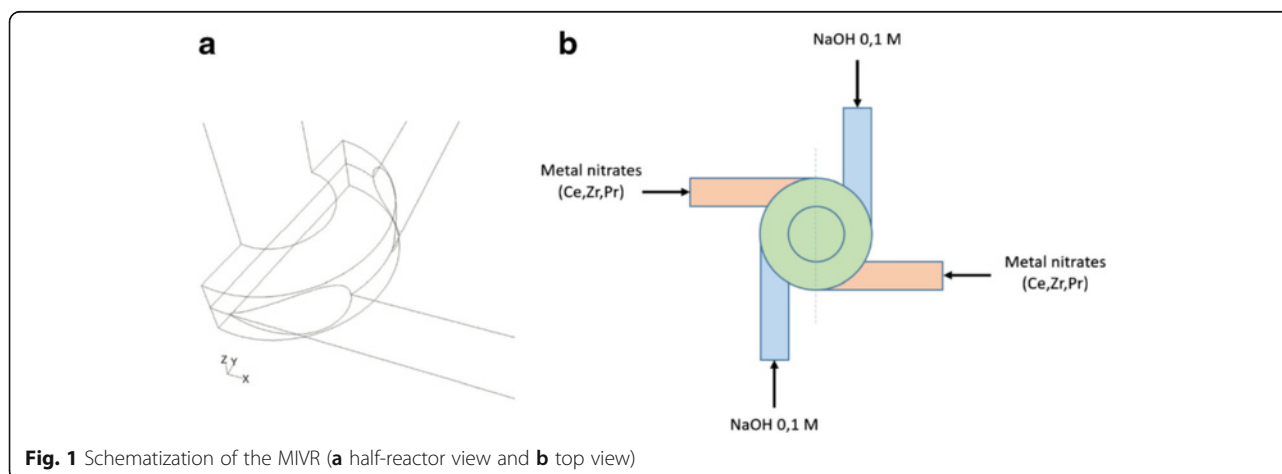 a
b
NaOH 0,1 M
Metal nitrates
(Ce,Zr,Pr)
Metal nitrates
(Ce,Zr,Pr)
NaOH 0,1 M
Z
Y
X
Fig. 1 Schematization of the MIVR (a half-reactor view and b top view)